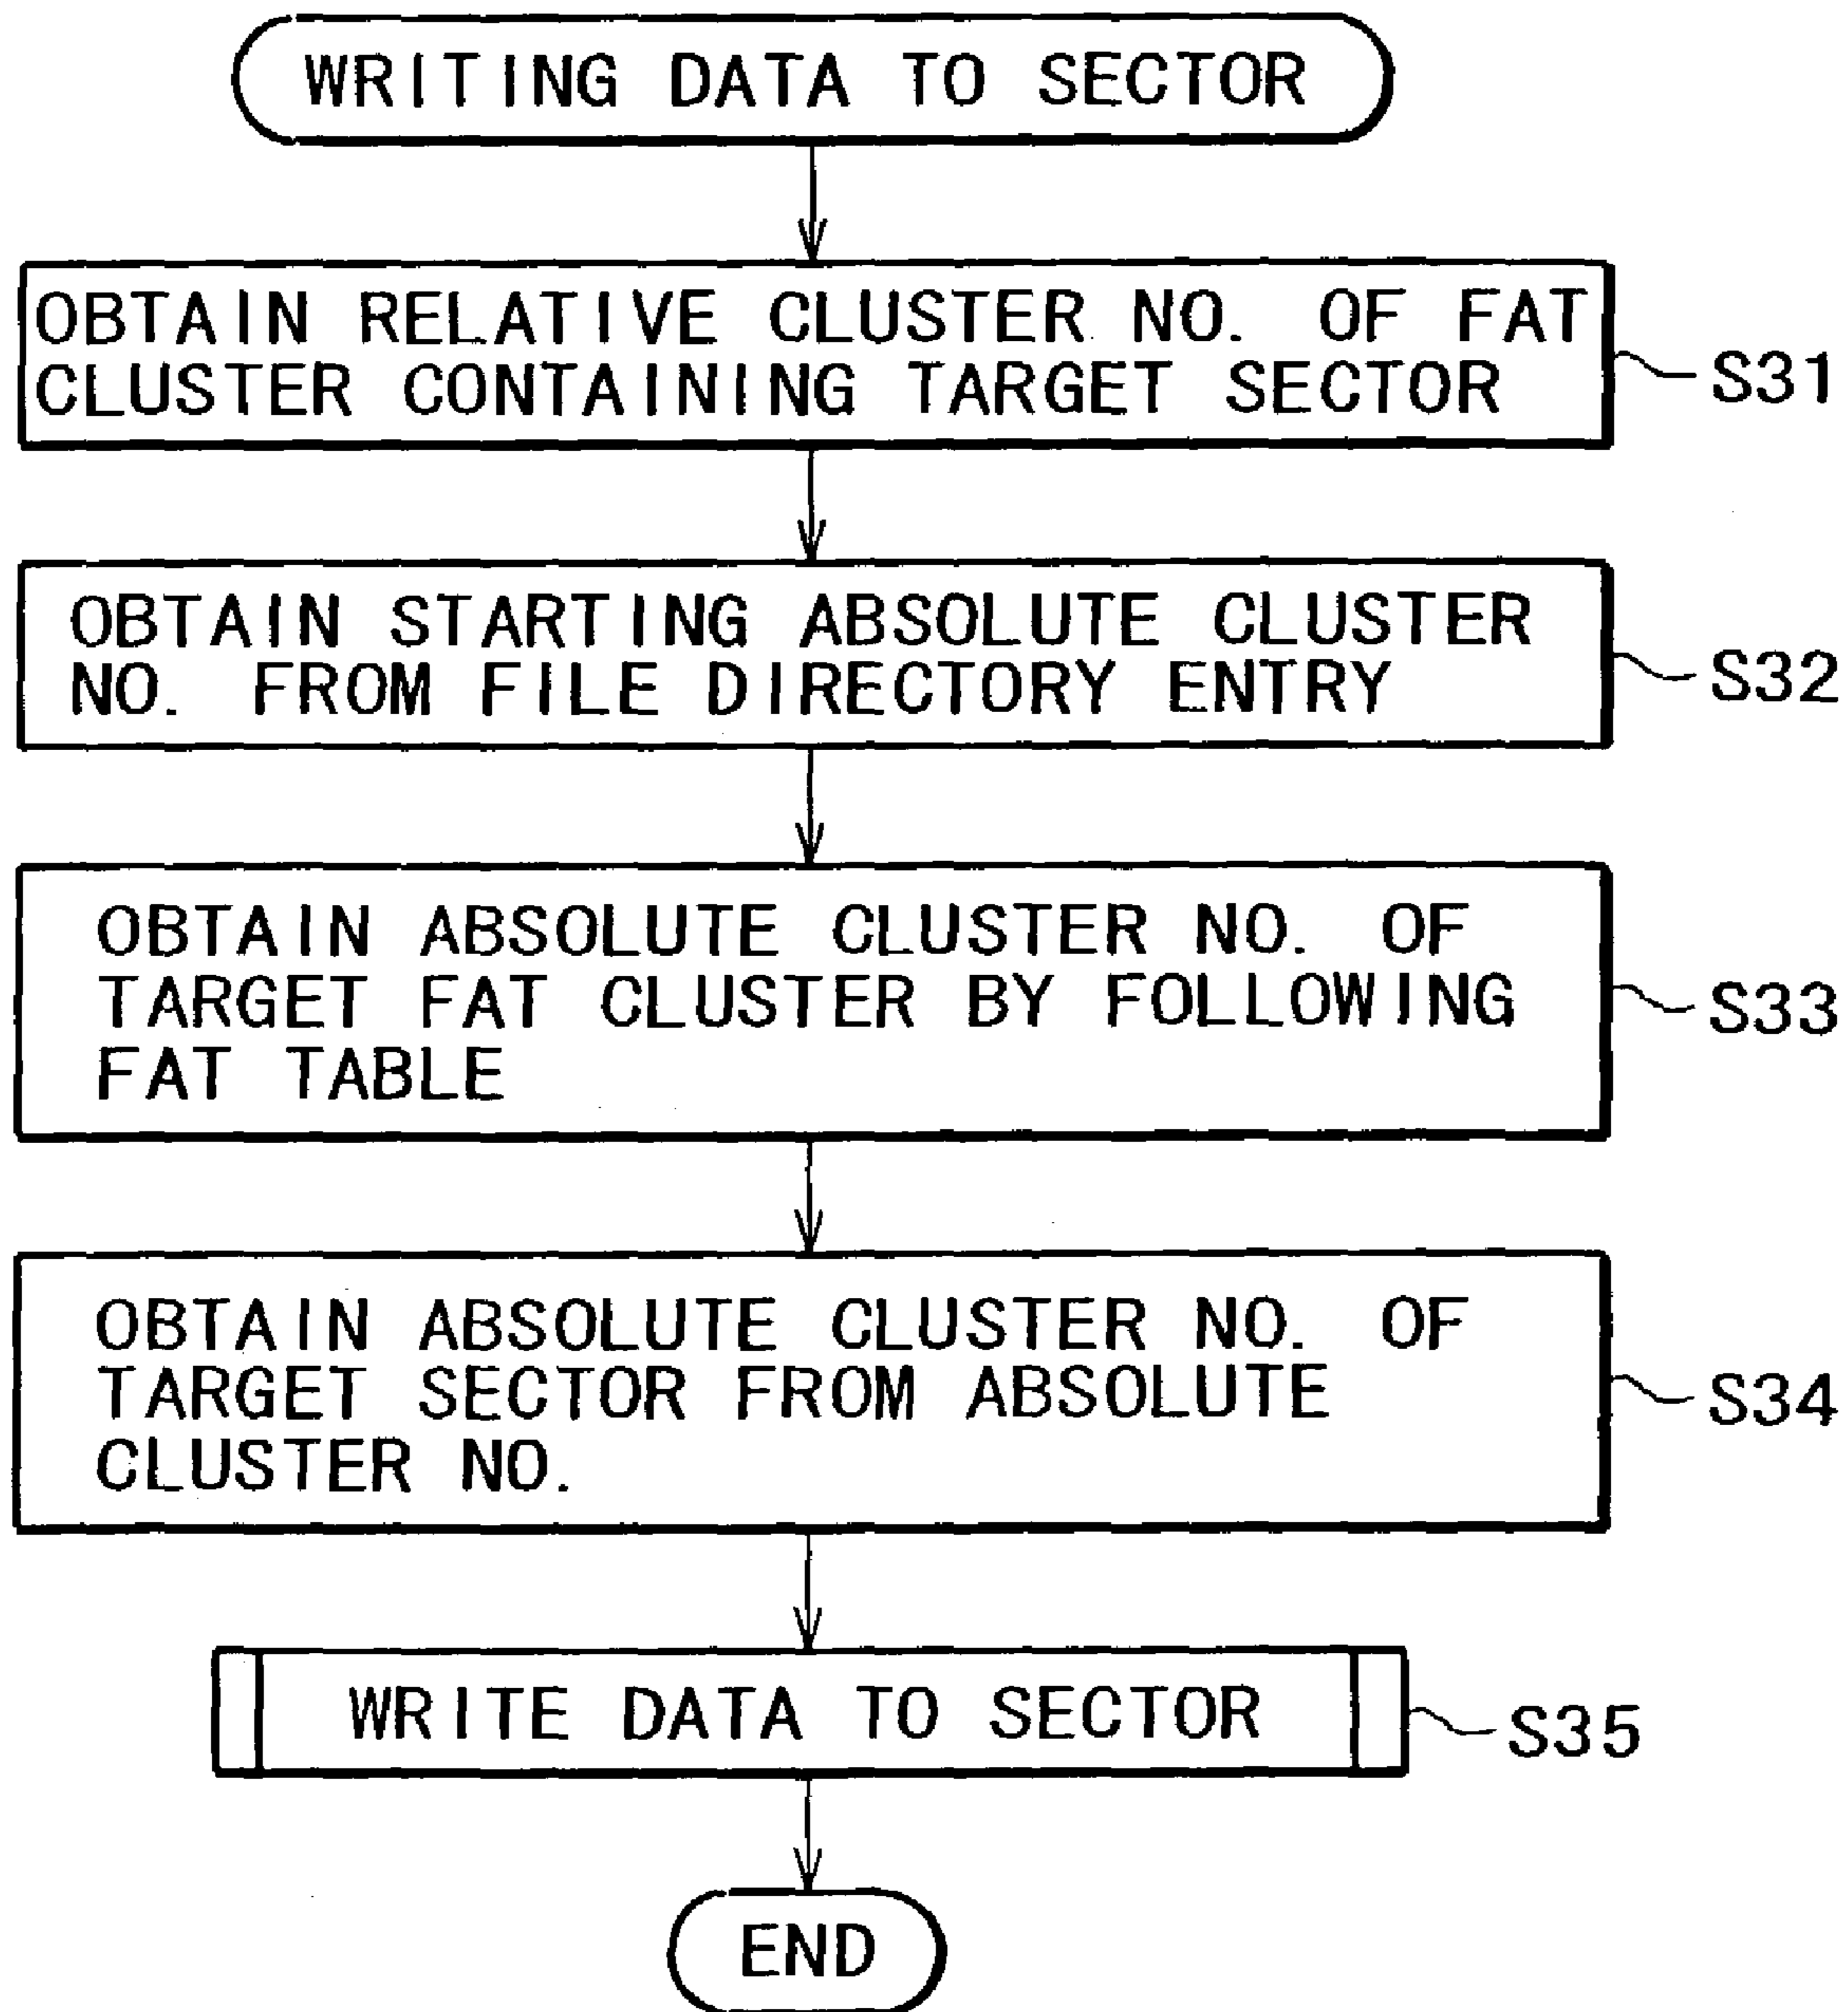 WRITING DATA TO SECTOR
OBTAIN RELATIVE CLUSTER NO. OF FAT
CLUSTER CONTAINING TARGET SECTOR
S31
OBTAIN STARTING ABSOLUTE CLUSTER
NO. FROM FILE DIRECTORY ENTRY
S32
OBTAIN ABSOLUTE CLUSTER NO. OF
TARGET FAT CLUSTER BY FOLLOWING
FAT TABLE
S33
OBTAIN ABSOLUTE CLUSTER NO. OF
TARGET SECTOR FROM ABSOLUTE
CLUSTER NO.
S34
WRITE DATA TO SECTOR
S35
END